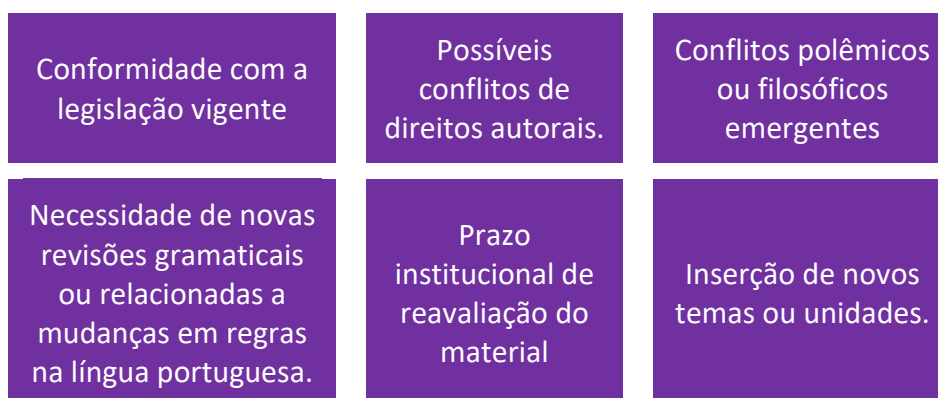 Conformidade com a
legislação vigente
Possíveis
conflitos de
direitos autorais.
Conflitos polêmicos
ou filosóficos
emergentes
Necessidade de novas
revisões gramaticais
ou relacionadas a
mudanças em regras
na língua portuguesa.
Prazo
institucional de
reavaliação do
material
Inserção de novos
temas ou unidades.